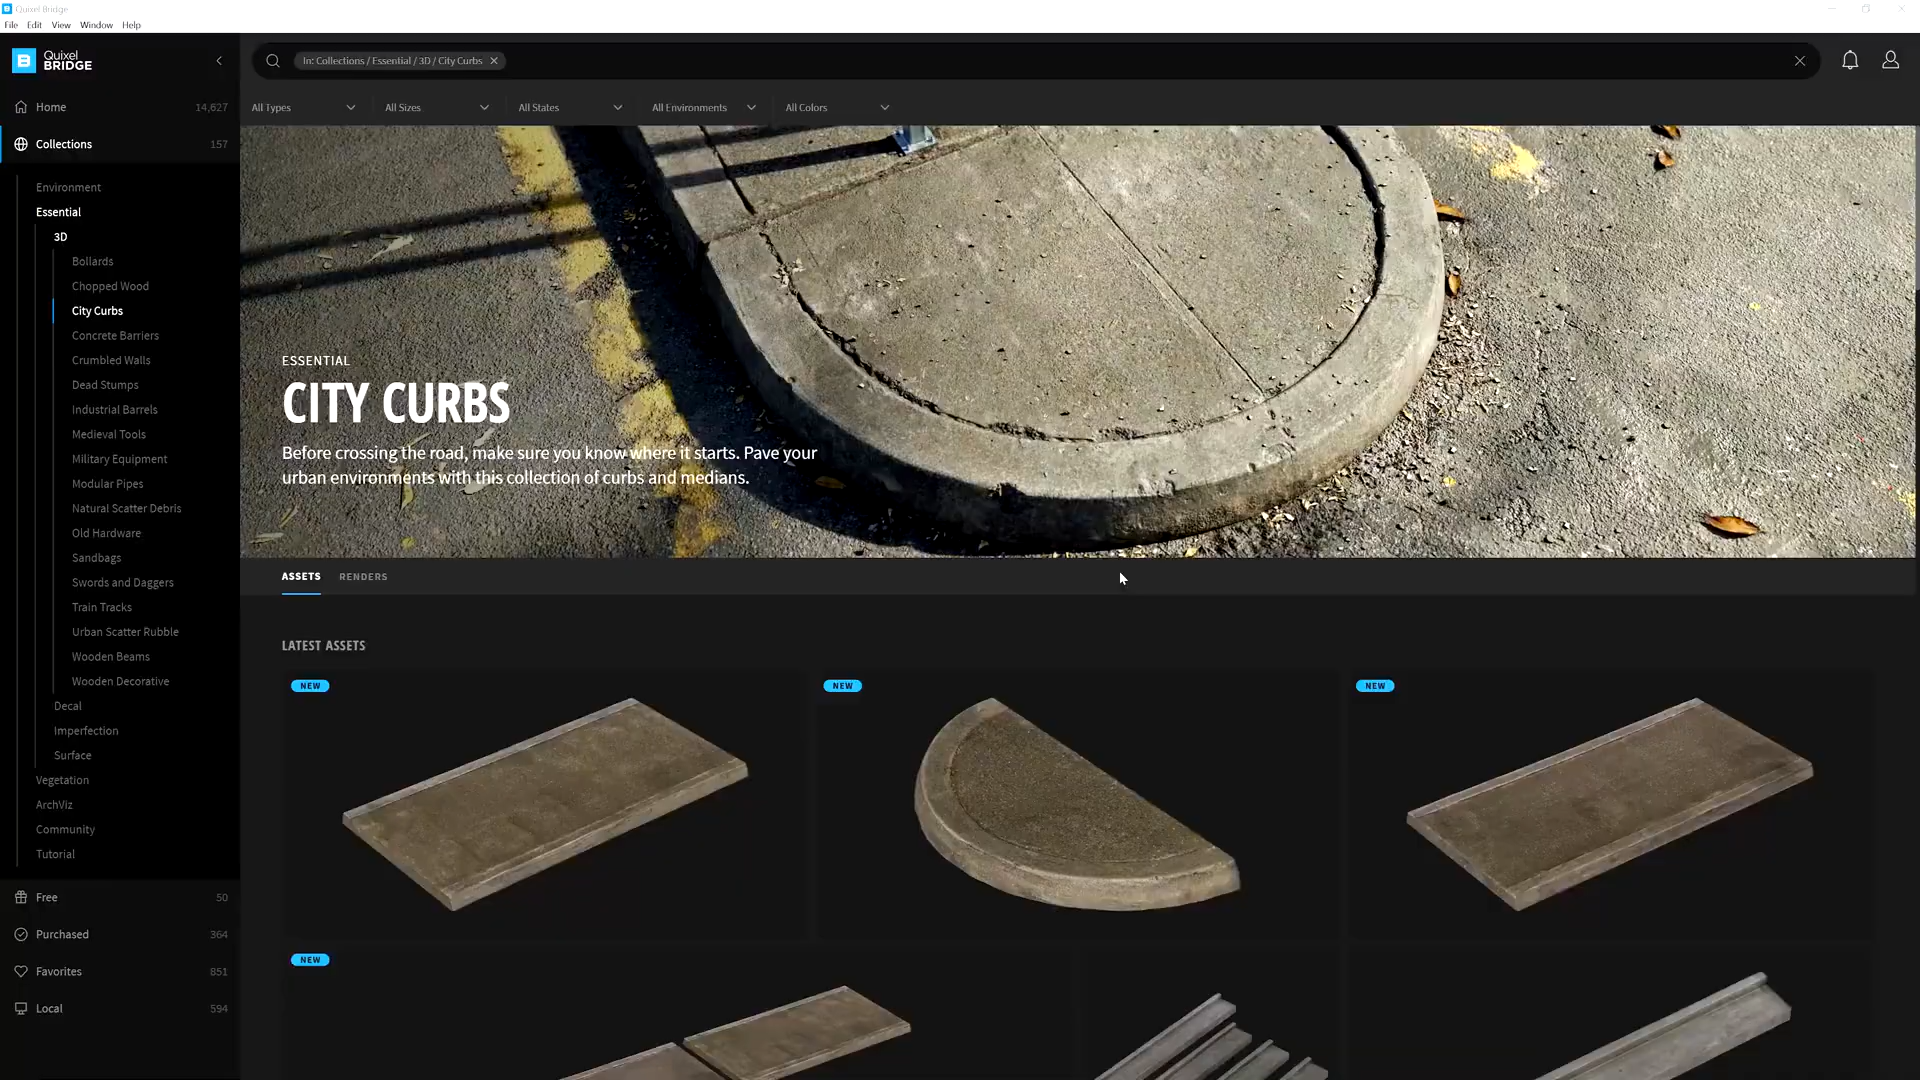 Quixel Bridge
File Edit View Window Help
Quixel
BRIDGE
In: Collections / Essential / 3D / City Curbs
Home 14,627
All Types All Sizes All States All Environments All Colors
Collections 157
Environment
Essential
3D
Bollards
Chopped Wood
City Curbs
Concrete Barriers
Crumbled Walls
Dead Stumps
Industrial Barrels
Medieval Tools
Military Equipment
Modular Pipes
Natural Scatter Debris
Old Hardware
Sandbags
Swords and Daggers
Train Tracks
Urban Scatter Rubble
Wooden Beams
Wooden Decorative
Decal
Imperfection
Surface
Vegetation
ArchViz
Community
Tutorial
Free 50
Purchased 364
Favorites 851
Local 594
ESSENTIAL
CITY CURBS
Before crossing the road, make sure you know where it starts. Pave your
urban environments with this collection of curbs and medians.
ASSETS RENDERS
LATEST ASSETS
NEW NEW NEW
NEW